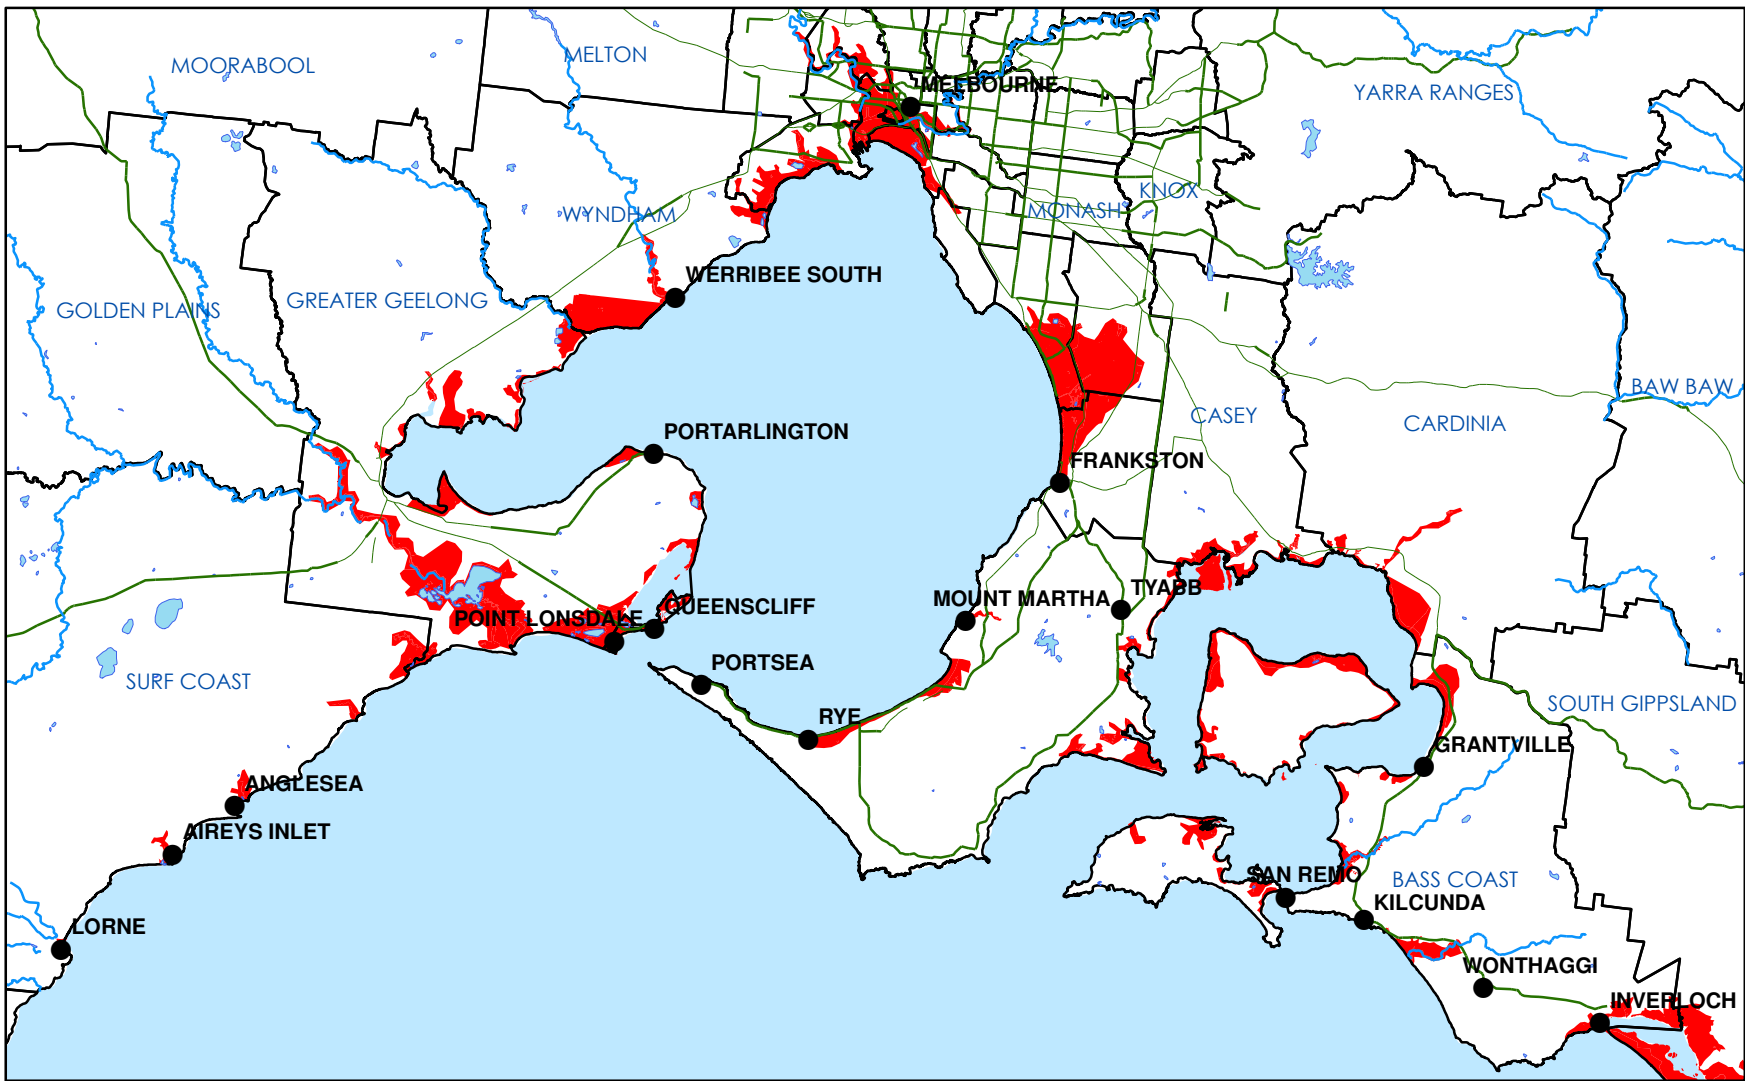 MELTON
MOORABOOL
MELBOURNE
YARRA RANGES
KNOX
MONASH
WYNDHAM
WERRIBEE SOUTH
GREATER GEELONG
GOLDEN PLAINS
BAW BAW
CASEY
CARDINIA
PORTARLINGTON
FRANKSTON
TYABB
MOUNT MARTHA
QUEENSCLIFF
POINT LONSDALE
PORTSEA
SURF COAST
SOUTH GIPPSLAND
RYE
GRANTVILLE
ANGLESEA
AIREYS INLET
SAN REMO
BASS COAST
KILCUNDA
LORNE
WONTHAGGI
INVERLOCH